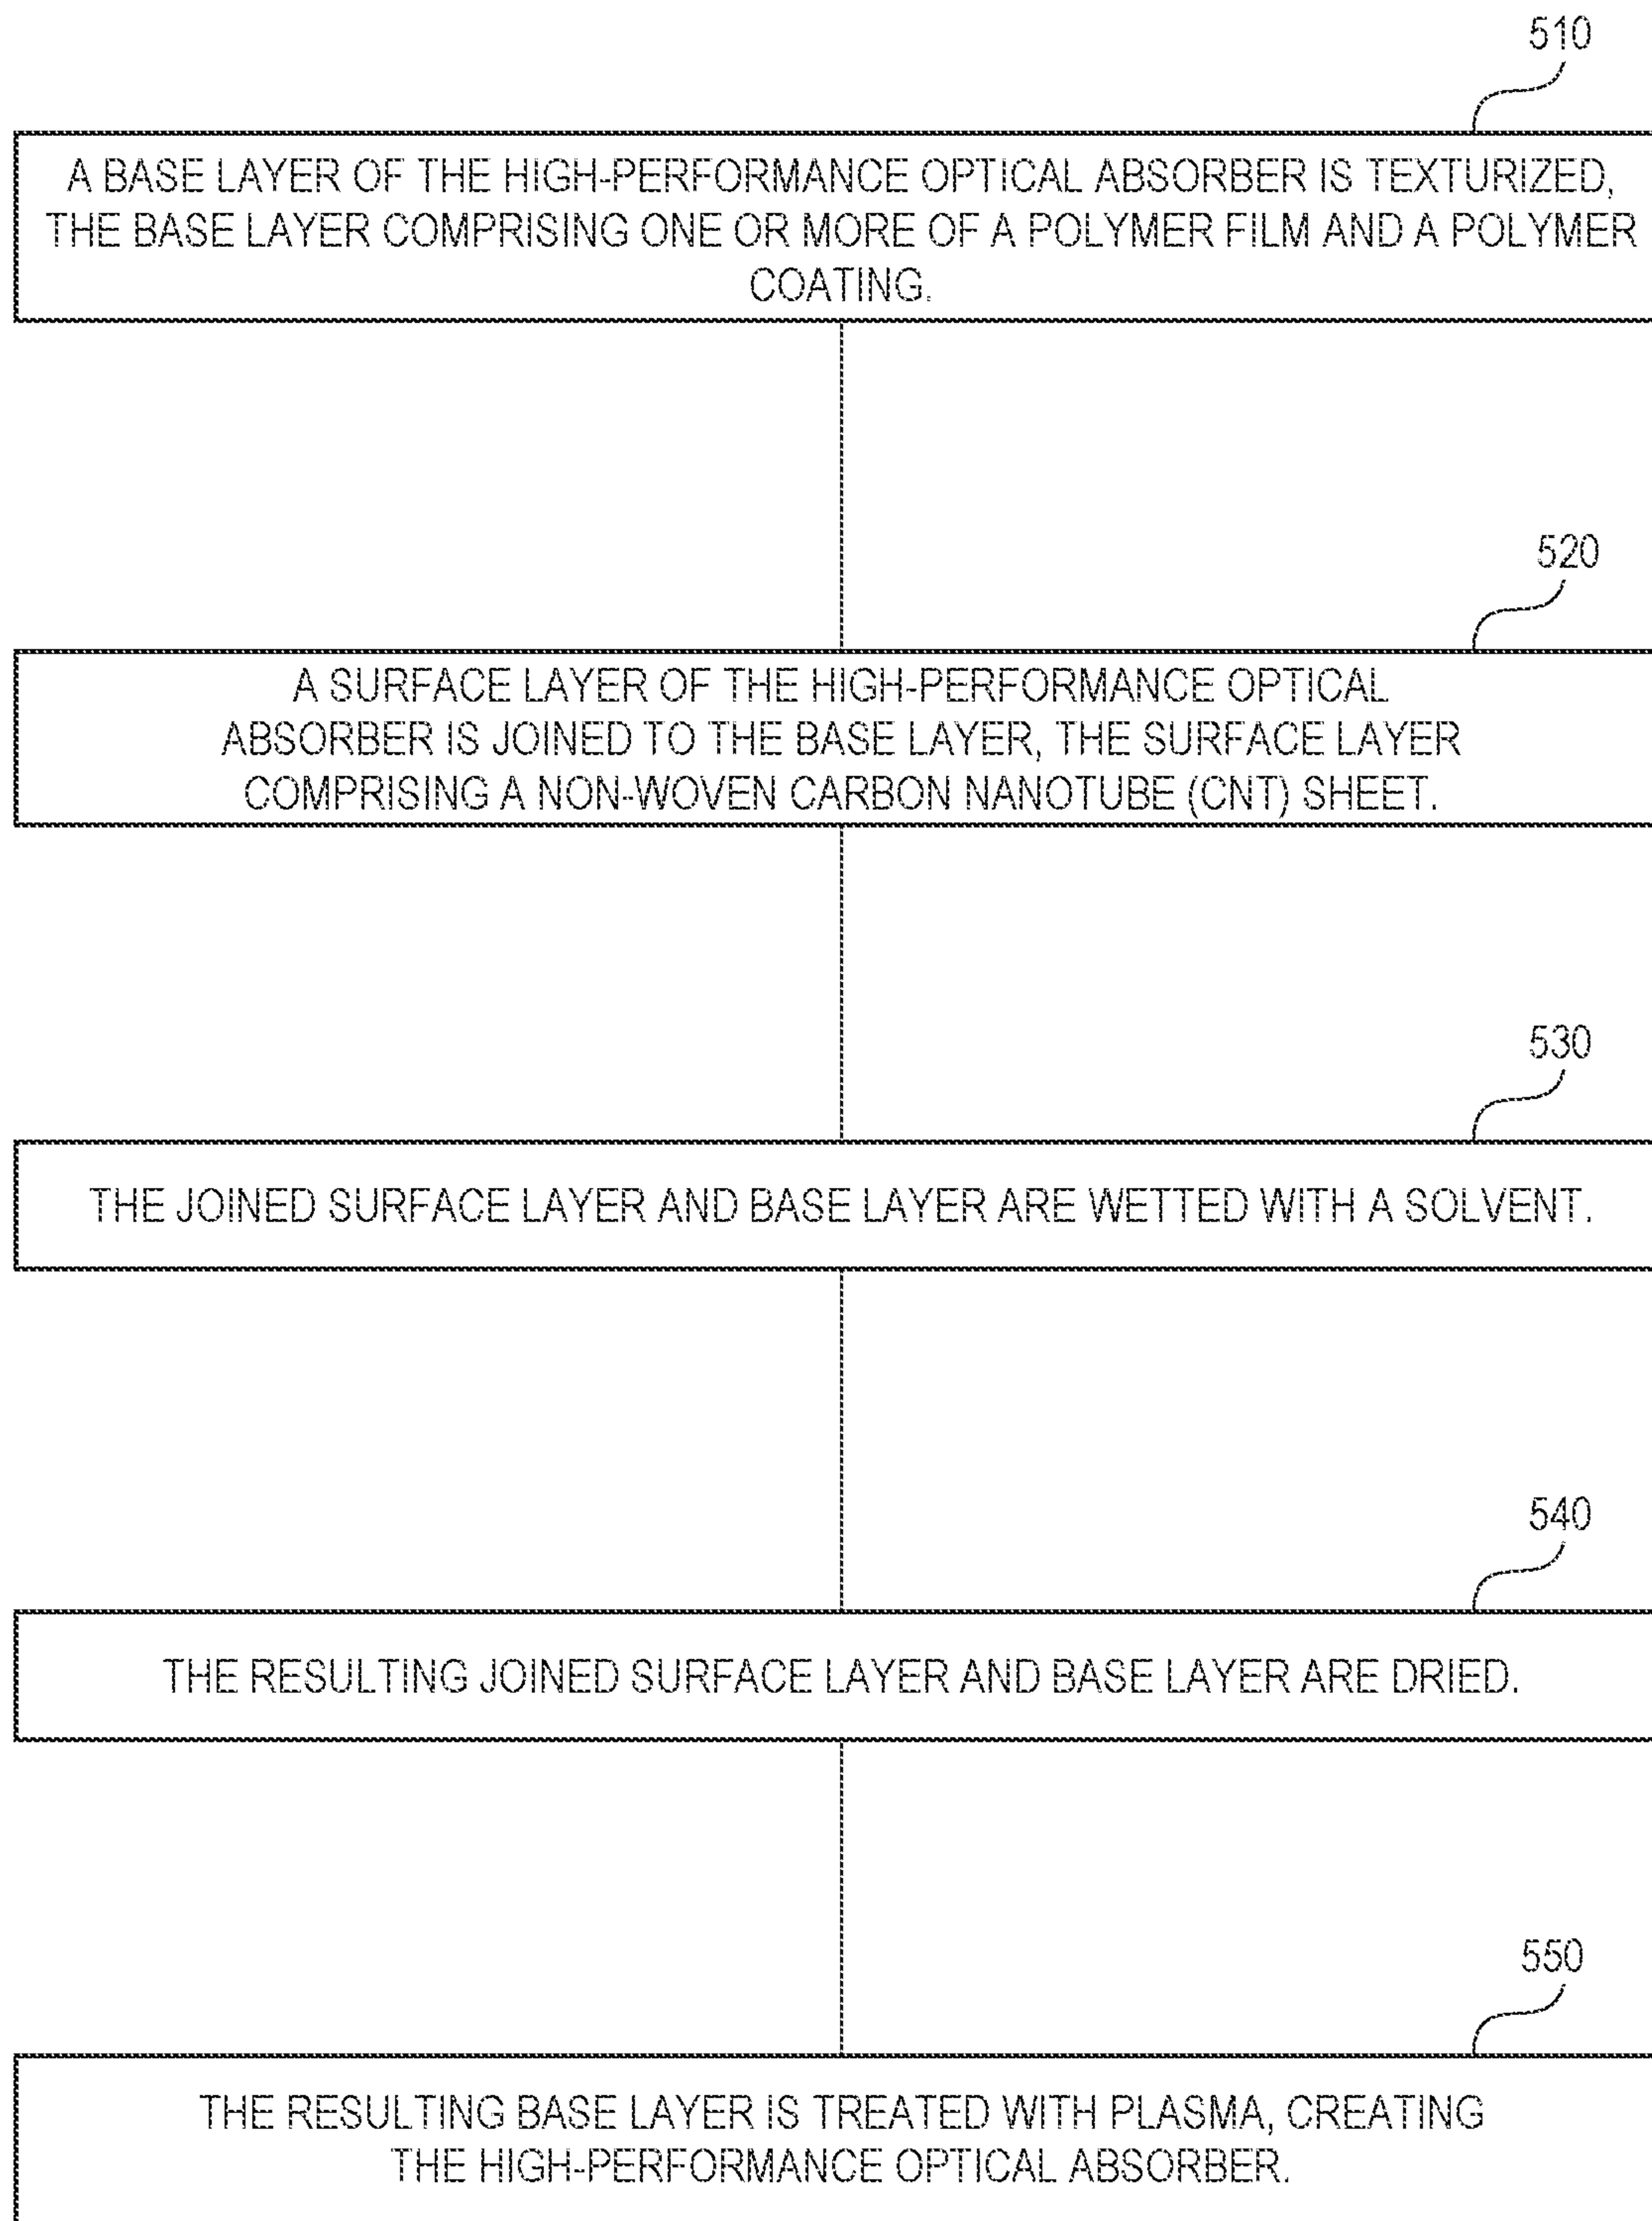 510
A BASE LAYER OF THE HIGH-PERFORMANCE OPTICAL ABSORBER IS TEXTURIZED,
THE BASE LAYER COMPRISING ONE OR MORE OF A POLYMER FILM AND A POLYMER
COATING.
520
A SURFACE LAYER OF THE HIGH-PERFORMANCE OPTICAL
ABSORBER IS JOINED TO THE BASE LAYER, THE SURFACE LAYER
COMPRISING A NON-WOVEN CARBON NANOTUBE (CNT) SHEET.
530
THE JOINED SURFACE LAYER AND BASE LAYER ARE WETTED WITH A SOLVENT.
540
THE RESULTING JOINED SURFACE LAYER AND BASE LAYER ARE DRIED.
550
THE RESULTING BASE LAYER IS TREATED WITH PLASMA, CREATING
THE HIGH-PERFORMANCE OPTICAL ABSORBER.